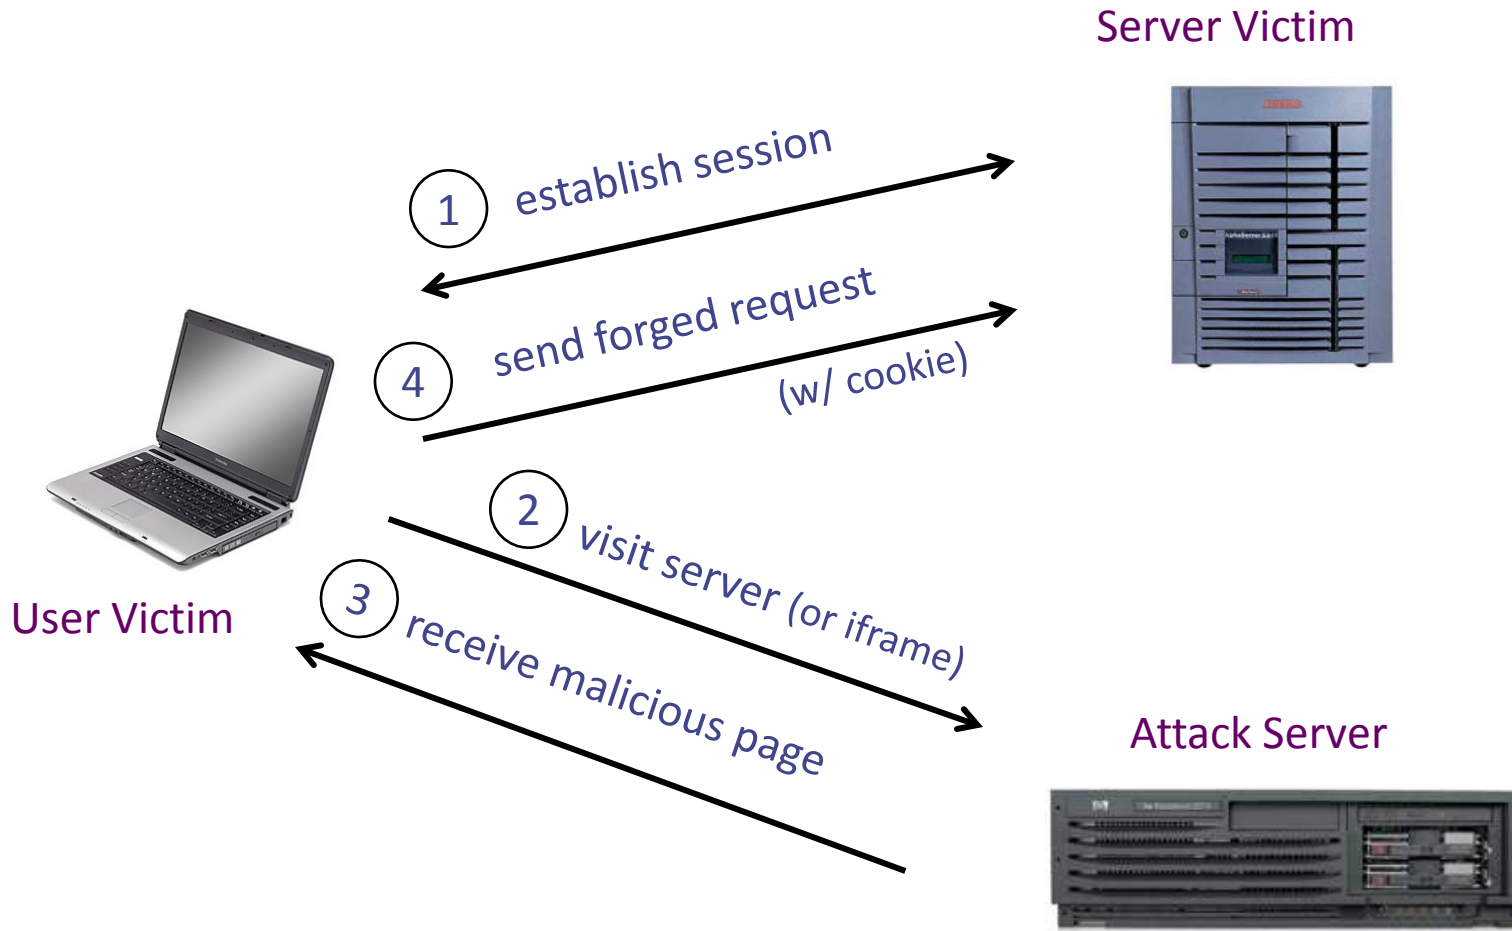 Server Victim
1 establish session
4 send forged request
(w/ cookie)
2 visit server (or iframe)
3 receive malicious page
User Victim
Attack Server